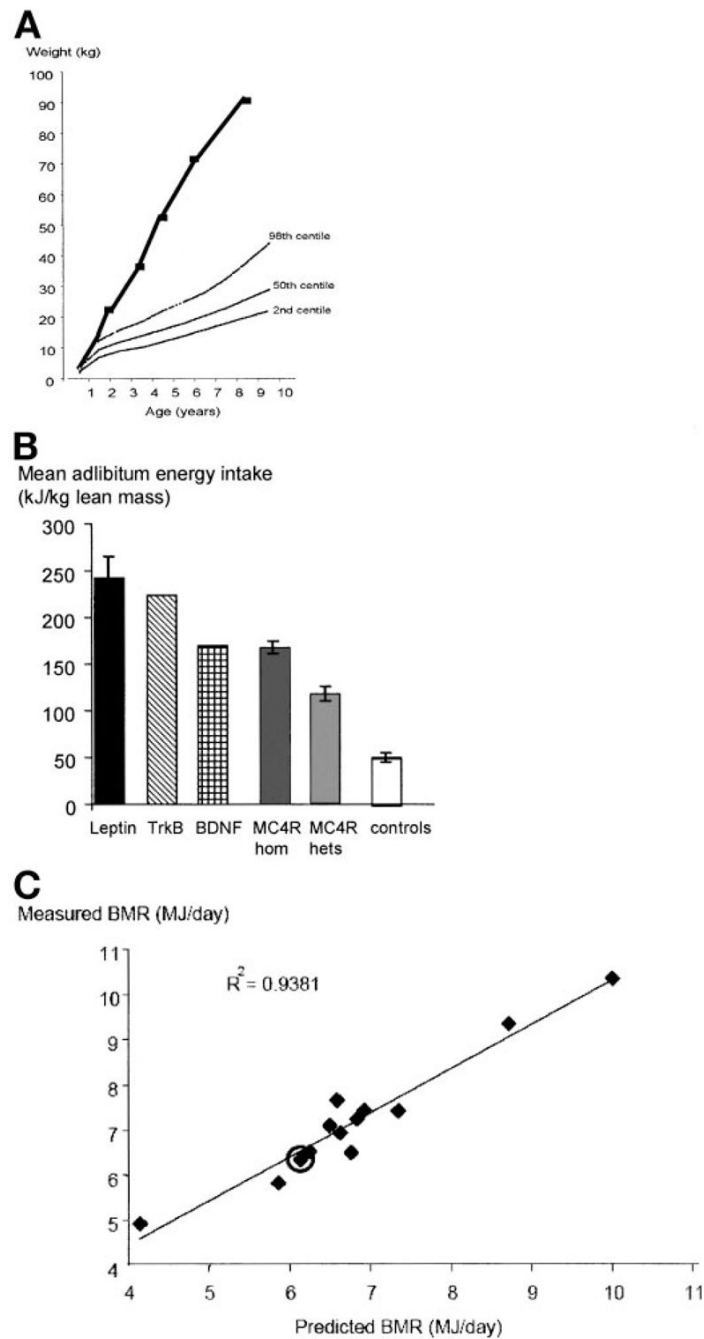 A
Weight (kg)
100
90
80
70
60
50
40
30
20
10
0
98th centile
50th centile
2nd centile
1 2 3 4 5 6 7 8 9 10
Age (years)
B
Mean adlibitum energy intake
(kJ/kg lean mass)
300
250
200
150
100
50
0
Leptin TrkB BDNF MC4R MC4R controls
hom hets
C
Measured BMR (MJ/day)
R² = 0.9381
11
10
9
8
7
6
5
4
4 5 6 7 8 9 10 11
Predicted BMR (MJ/day)